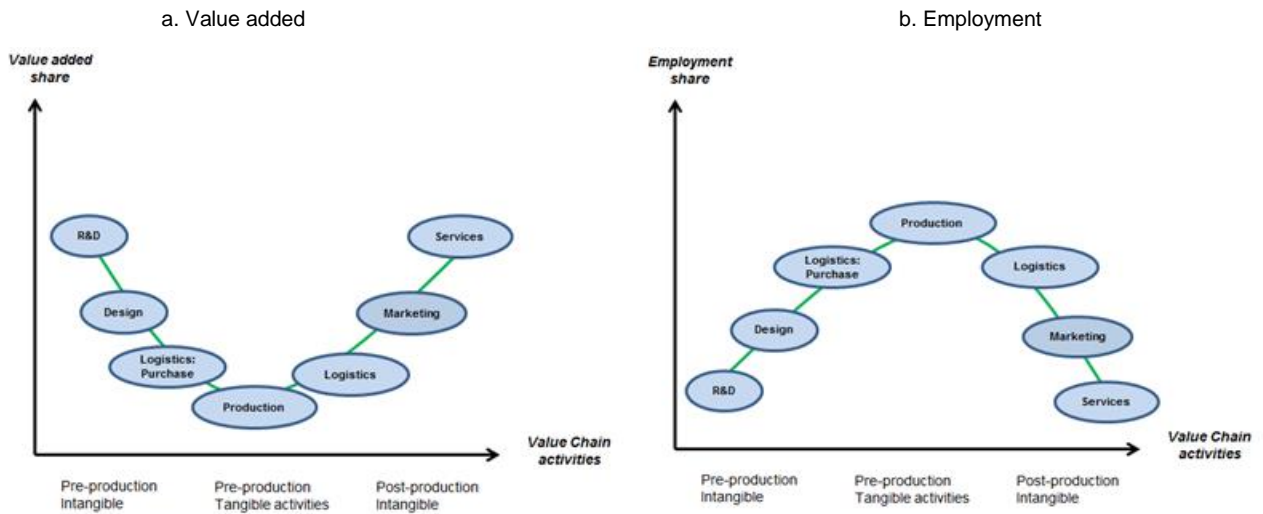 a. Value added
Value added
share
R&D
Design
Logistics:
Purchase
Production
Logistics
Marketing
Services
Value Chain
activities
Pre-production
Intangible
Pre-production
Tangible activities
Post-production
Intangible
b. Employment
Employment
share
R&D
Design
Logistics:
Purchase
Production
Logistics
Marketing
Services
Value Chain
activities
Pre-production
Intangible
Pre-production
Tangible activities
Post-production
Intangible